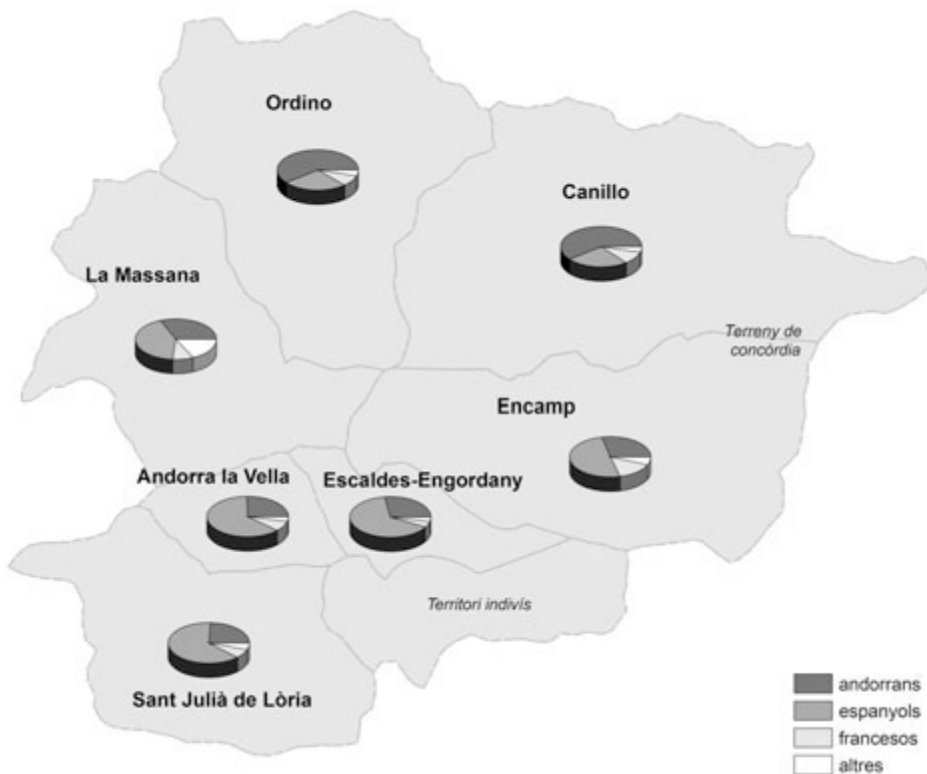 Ordino
Canillo
La Massana
Terreny de
concórdia
Encamp
Andorra la Vella
Escaldes-Engordany
Territori indivís
Sant Julià de Lòria
andorrans
espanyols
francesos
altres